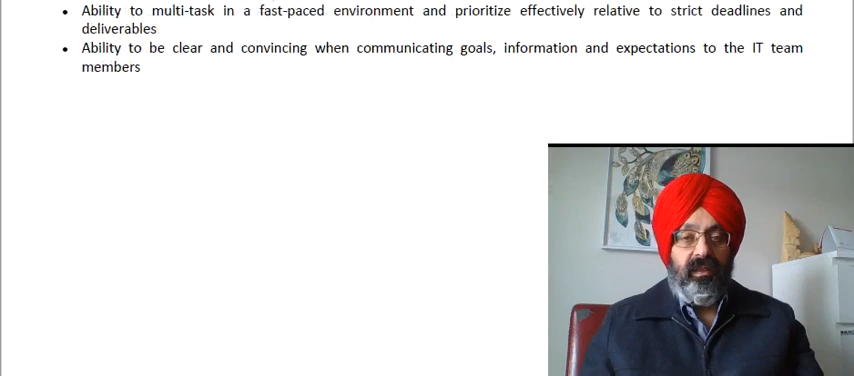 • Ability to multi-task in a fast-paced environment and prioritize effectively relative to strict deadlines and
deliverables
• Ability to be clear and convincing when communicating goals, information and expectations to the IT team
members